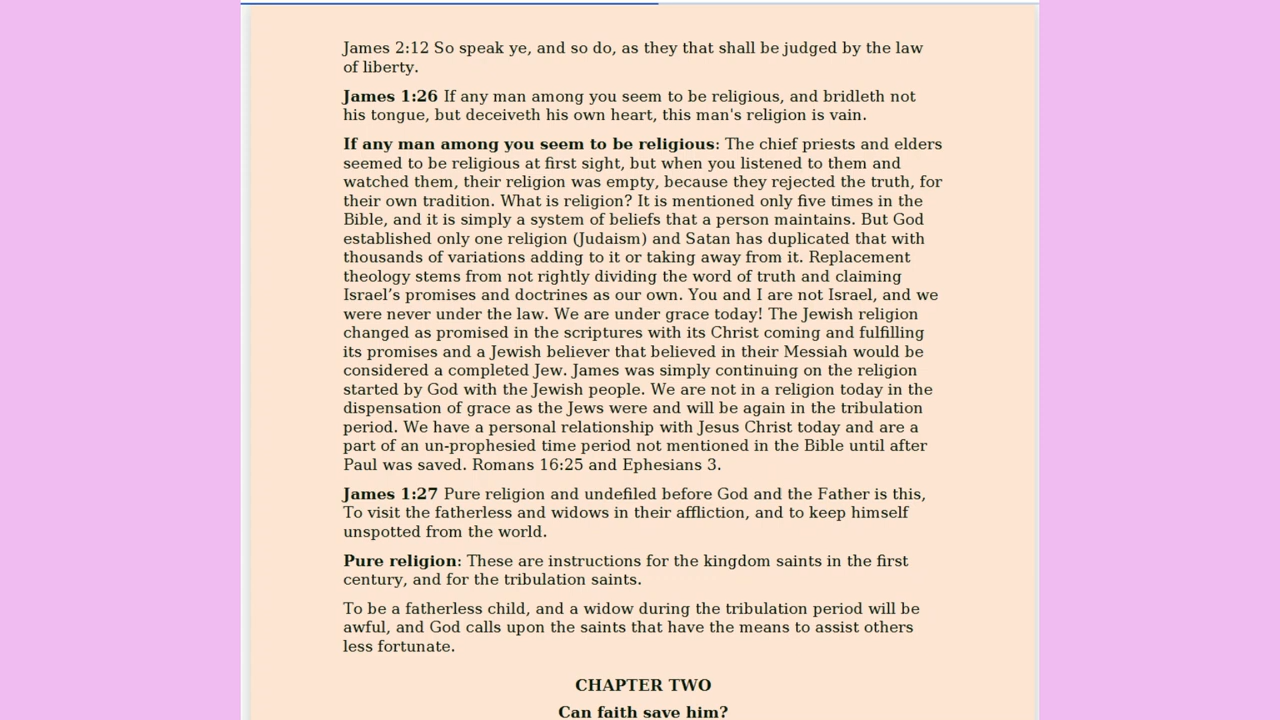 James 2:12 So speak ye, and so do, as they that shall be judged by the law
of liberty.
James 1:26 If any man among you seem to be religious, and bridleth not
his tongue, but deceiveth his own heart, this man's religion is vain.
If any man among you seem to be religious: The chief priests and elders
seemed to be religious at first sight, but when you listened to them and
watched them, their religion was empty, because they rejected the truth, for
their own tradition. What is religion? It is mentioned only five times in the
Bible, and it is simply a system of beliefs that a person maintains. But God
established only one religion (Judaism) and Satan has duplicated that with
thousands of variations adding to it or taking away from it. Replacement
theology stems from not rightly dividing the word of truth and claiming
Israel’s promises and doctrines as our own. You and I are not Israel, and we
were never under the law. We are under grace today! The Jewish religion
changed as promised in the scriptures with its Christ coming and fulfilling
its promises and a Jewish believer that believed in their Messiah would be
considered a completed Jew. James was simply continuing on the religion
started by God with the Jewish people. We are not in a religion today in the
dispensation of grace as the Jews were and will be again in the tribulation
period. We have a personal relationship with Jesus Christ today and are a
part of an un-prophesied time period not mentioned in the Bible until after
Paul was saved. Romans 16:25 and Ephesians 3.
James 1:27 Pure religion and undefiled before God and the Father is this,
To visit the fatherless and widows in their affliction, and to keep himself
unspotted from the world.
Pure religion: These are instructions for the kingdom saints in the first
century, and for the tribulation saints.
To be a fatherless child, and a widow during the tribulation period will be
awful, and God calls upon the saints that have the means to assist others
less fortunate.
CHAPTER TWO
Can faith save him?